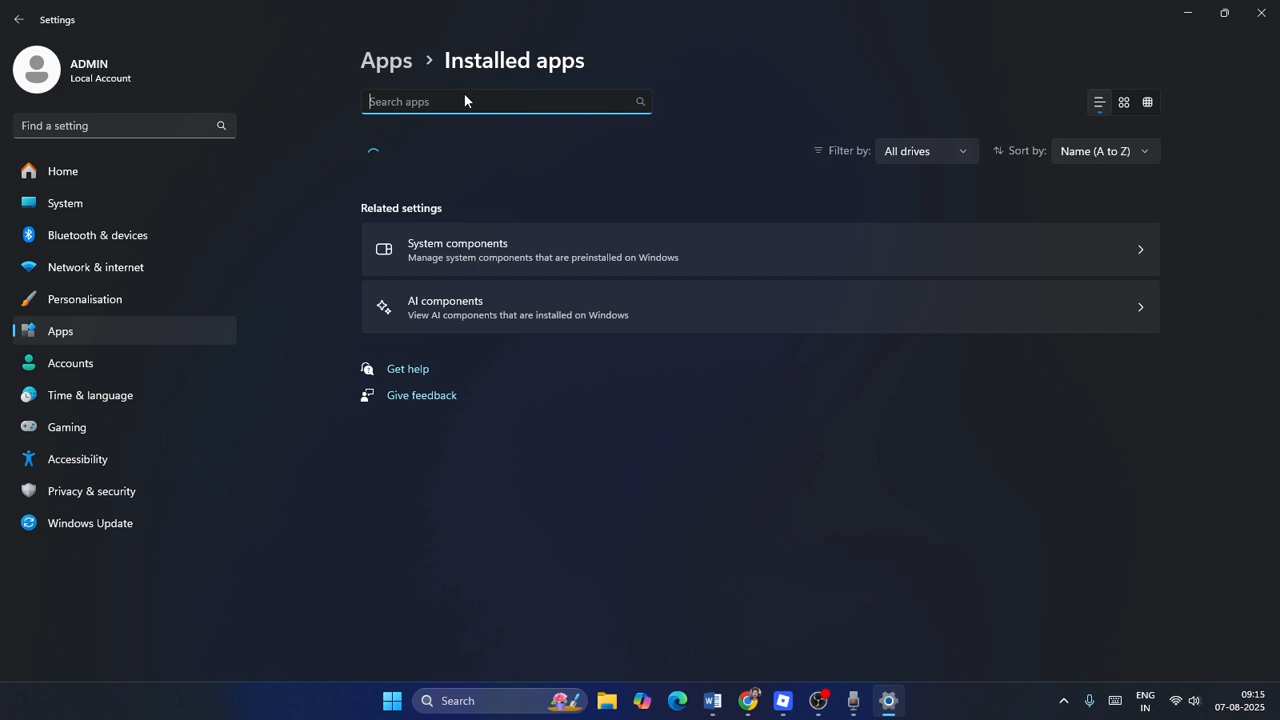 Settings
ADMIN
Local Account
Find a setting
Home
System
Bluetooth & devices
Network & internet
Personalisation
Apps
Accounts
Time & language
Gaming
Accessibility
Privacy & security
Windows Update
Apps > Installed apps
Search apps
Filter by: All drives Sort by: Name (A to Z)
Related settings
System components
Manage system components that are preinstalled on Windows
AI components
View AI components that are installed on Windows
Get help
Give feedback
Search
ENG
IN
09:15
07-08-2025